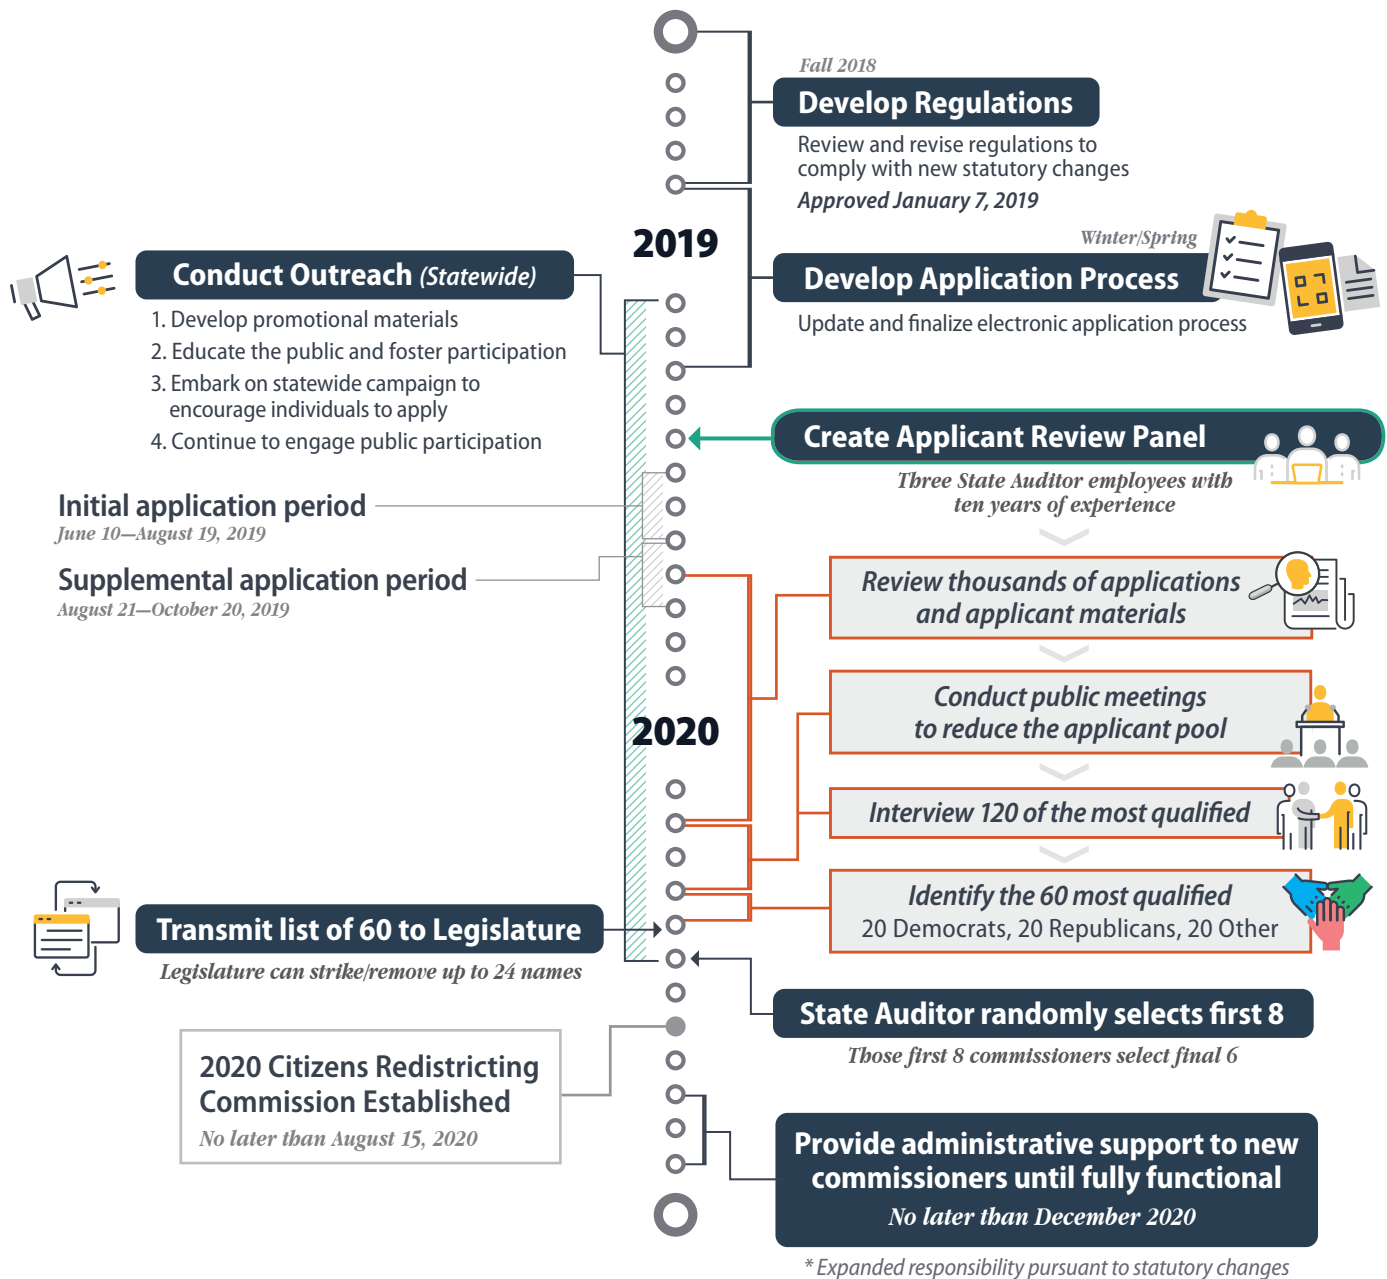 Fall 2018
Develop Regulations
Review and revise regulations to
comply with new statutory changes
Approved January 7, 2019
2019
Winter/Spring
Develop Application Process
Update and finalize electronic application process
Conduct Outreach (Statewide)
1. Develop promotional materials
2. Educate the public and foster participation
3. Embark on statewide campaign to
encourage individuals to apply
4. Continue to engage public participation
Create Applicant Review Panel
Three State Auditor employees with
ten years of experience
Initial application period
June 10—August 19, 2019
Supplemental application period
August 21—October 20, 2019
Review thousands of applications
and applicant materials
Conduct public meetings
to reduce the applicant pool
2020
Interview 120 of the most qualified
Identify the 60 most qualified
20 Democrats, 20 Republicans, 20 Other
Transmit list of 60 to Legislature
Legislature can strike/remove up to 24 names
State Auditor randomly selects first 8
Those first 8 commissioners select final 6
2020 Citizens Redistricting
Commission Established
No later than August 15, 2020
Provide administrative support to new
commissioners until fully functional
No later than December 2020
* Expanded responsibility pursuant to statutory changes